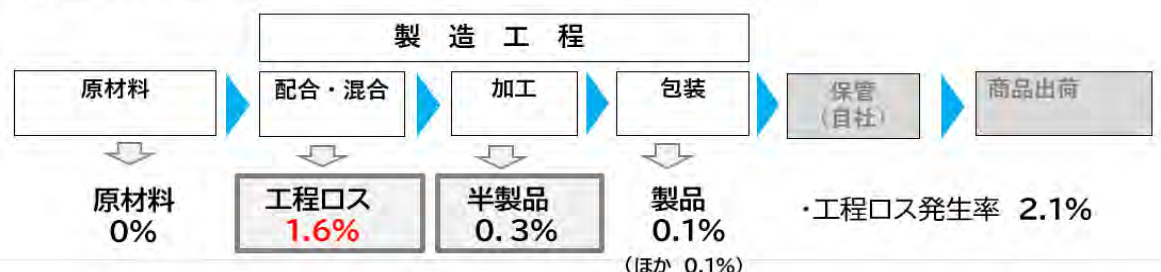 製 造 工 程
原材料
配合・混合
加工
包装
保管
（自社）
商品出荷
原材料
0%
工程ロス
1.6%
半製品
0.3%
製品
0.1%
（ほか 0.1%）
・工程ロス発生率 2.1%